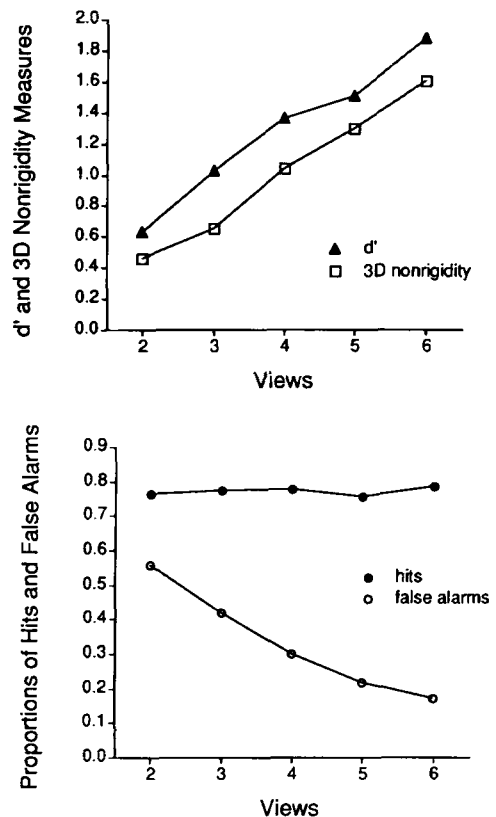 d' and 3D Nonrigidity Measures
2.0
1.8
1.6
1.4
1.2
1.0
0.8
0.6
0.4
0.2
0.0
d'
3D nonrigidity
2 3 4 5 6
Views
Proportions of Hits and False Alarms
0.9
0.8
0.7
0.6
0.5
0.4
0.3
0.2
0.1
0.0
hits
false alarms
2 3 4 5 6
Views